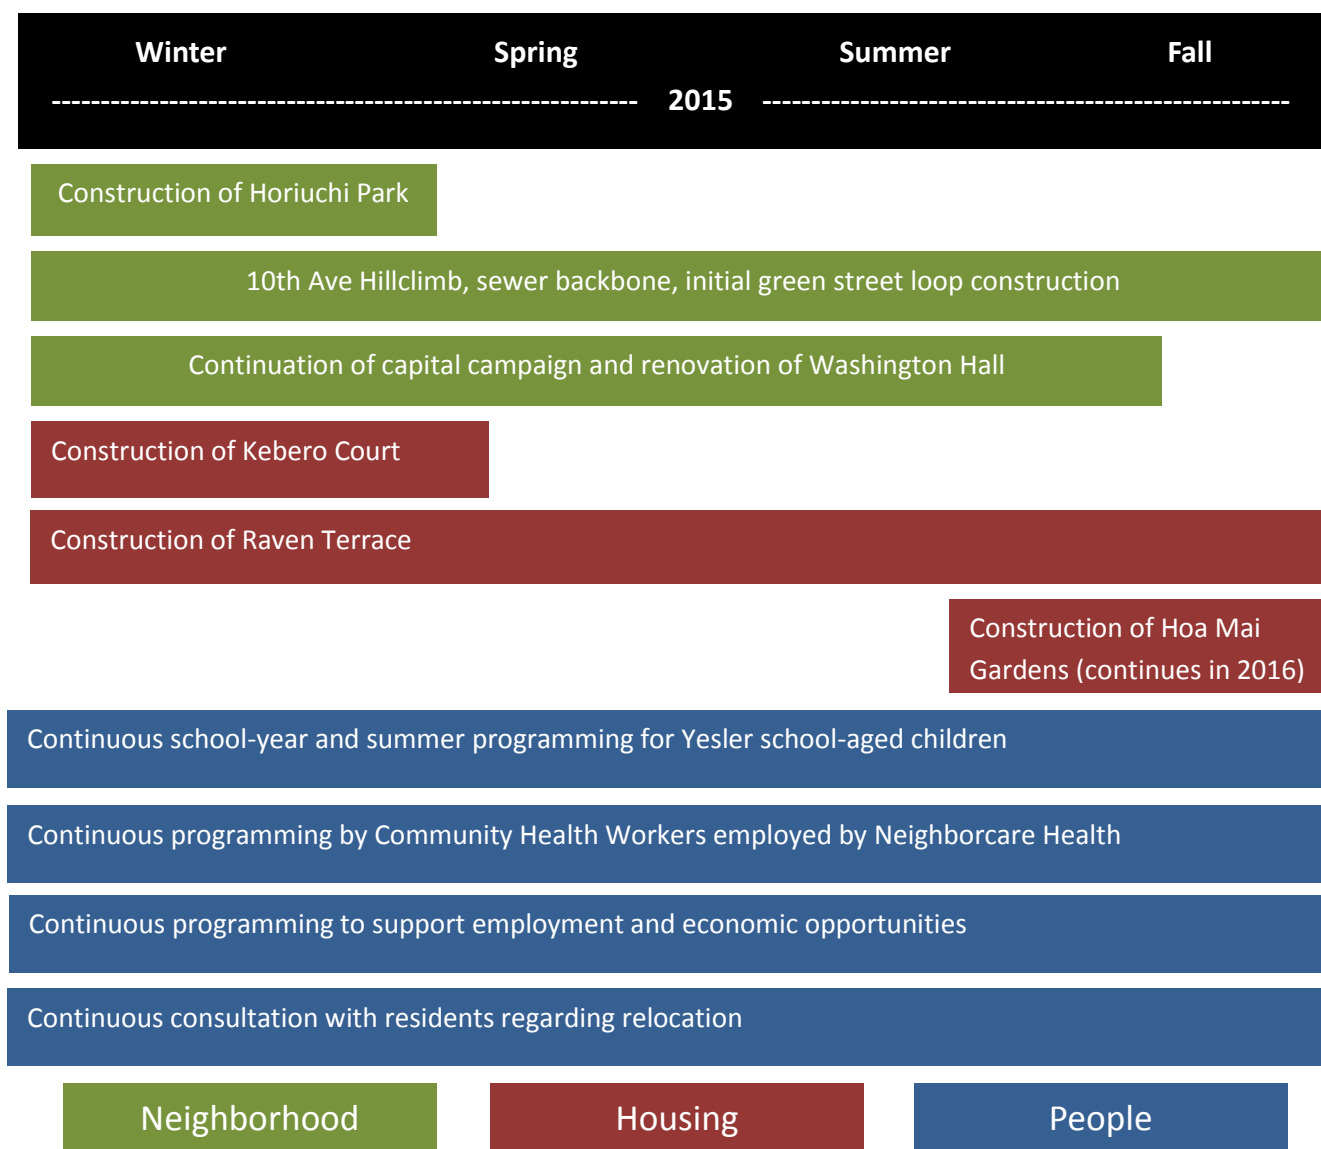 Winter Spring Summer Fall
------------------------------------------------------------ 2015 ------------------------------------------------------
Construction of Horiuchi Park
10th Ave Hillclimb, sewer backbone, initial green street loop construction
Continuation of capital campaign and renovation of Washington Hall
Construction of Kebero Court
Construction of Raven Terrace
Construction of Hoa Mai
Gardens (continues in 2016)
Continuous school-year and summer programming for Yesler school-aged children
Continuous programming by Community Health Workers employed by Neighborcare Health
Continuous programming to support employment and economic opportunities
Continuous consultation with residents regarding relocation
Neighborhood Housing People